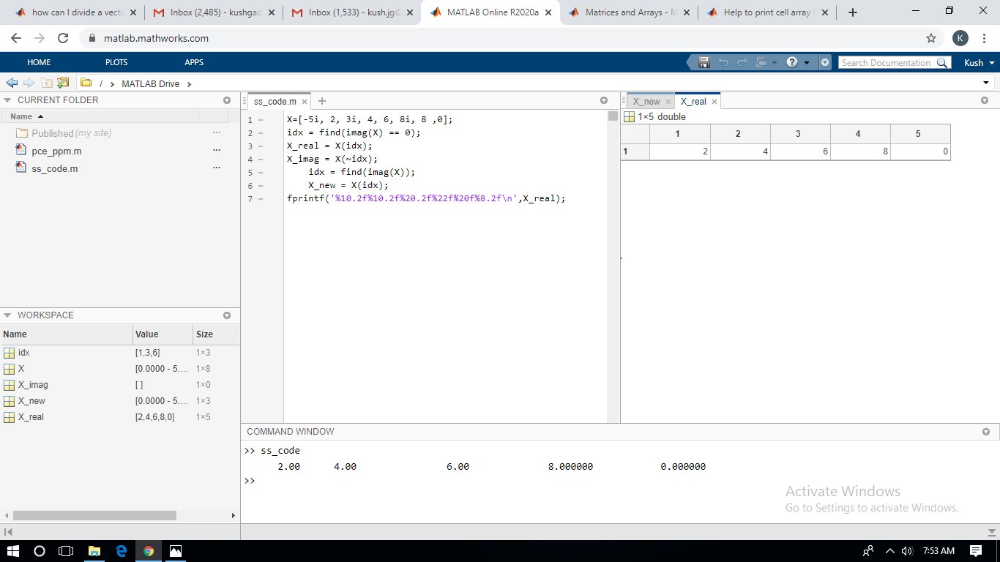 how can I divide a vecto
Inbox (2,485) - kushgad
Inbox (1,533) - kush.jg@
MATLAB Online R2020a
Matrices and Arrays - M
Help to print cell array i
matlab.mathworks.com
K
HOME PLOTS APPS
Search Documentation
Kush
/ MATLAB Drive
CURRENT FOLDER
Name
Published (my site)
pce_ppm.m
ss_code.m
WORKSPACE
Name Value Size
idx [1,3,6] 1×3
X [0.0000 - 5.... 1×8
X_imag [ ] 1×0
X_new [0.0000 - 5.... 1×3
X_real [2,4,6,8,0] 1×5
ss_code.m
1 – X=[-5i, 2, 3i, 4, 6, 8i, 8 ,0];
2 – idx = find(imag(X) == 0);
3 – X_real = X(idx);
4 – X_imag = X(~idx);
5 – idx = find(imag(X));
6 – X_new = X(idx);
7 – fprintf('%10.2f%10.2f%20.2f%22f%20f%8.2f\n',X_real);
X_new X_real
1×5 double
1 2 3 4 5
1 2 4 6 8 0
COMMAND WINDOW
>> ss_code
2.00 4.00 6.00 8.000000 0.000000
>>
Activate Windows
Go to Settings to activate Windows.
7:53 AM